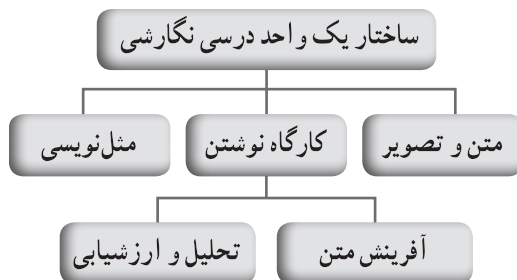 ساختار یک واحد درسی نگارشی
متن و تصویر
کارگاه نوشتن
مثل‌نویسی
آفرینش متن
تحلیل و ارزشیابی